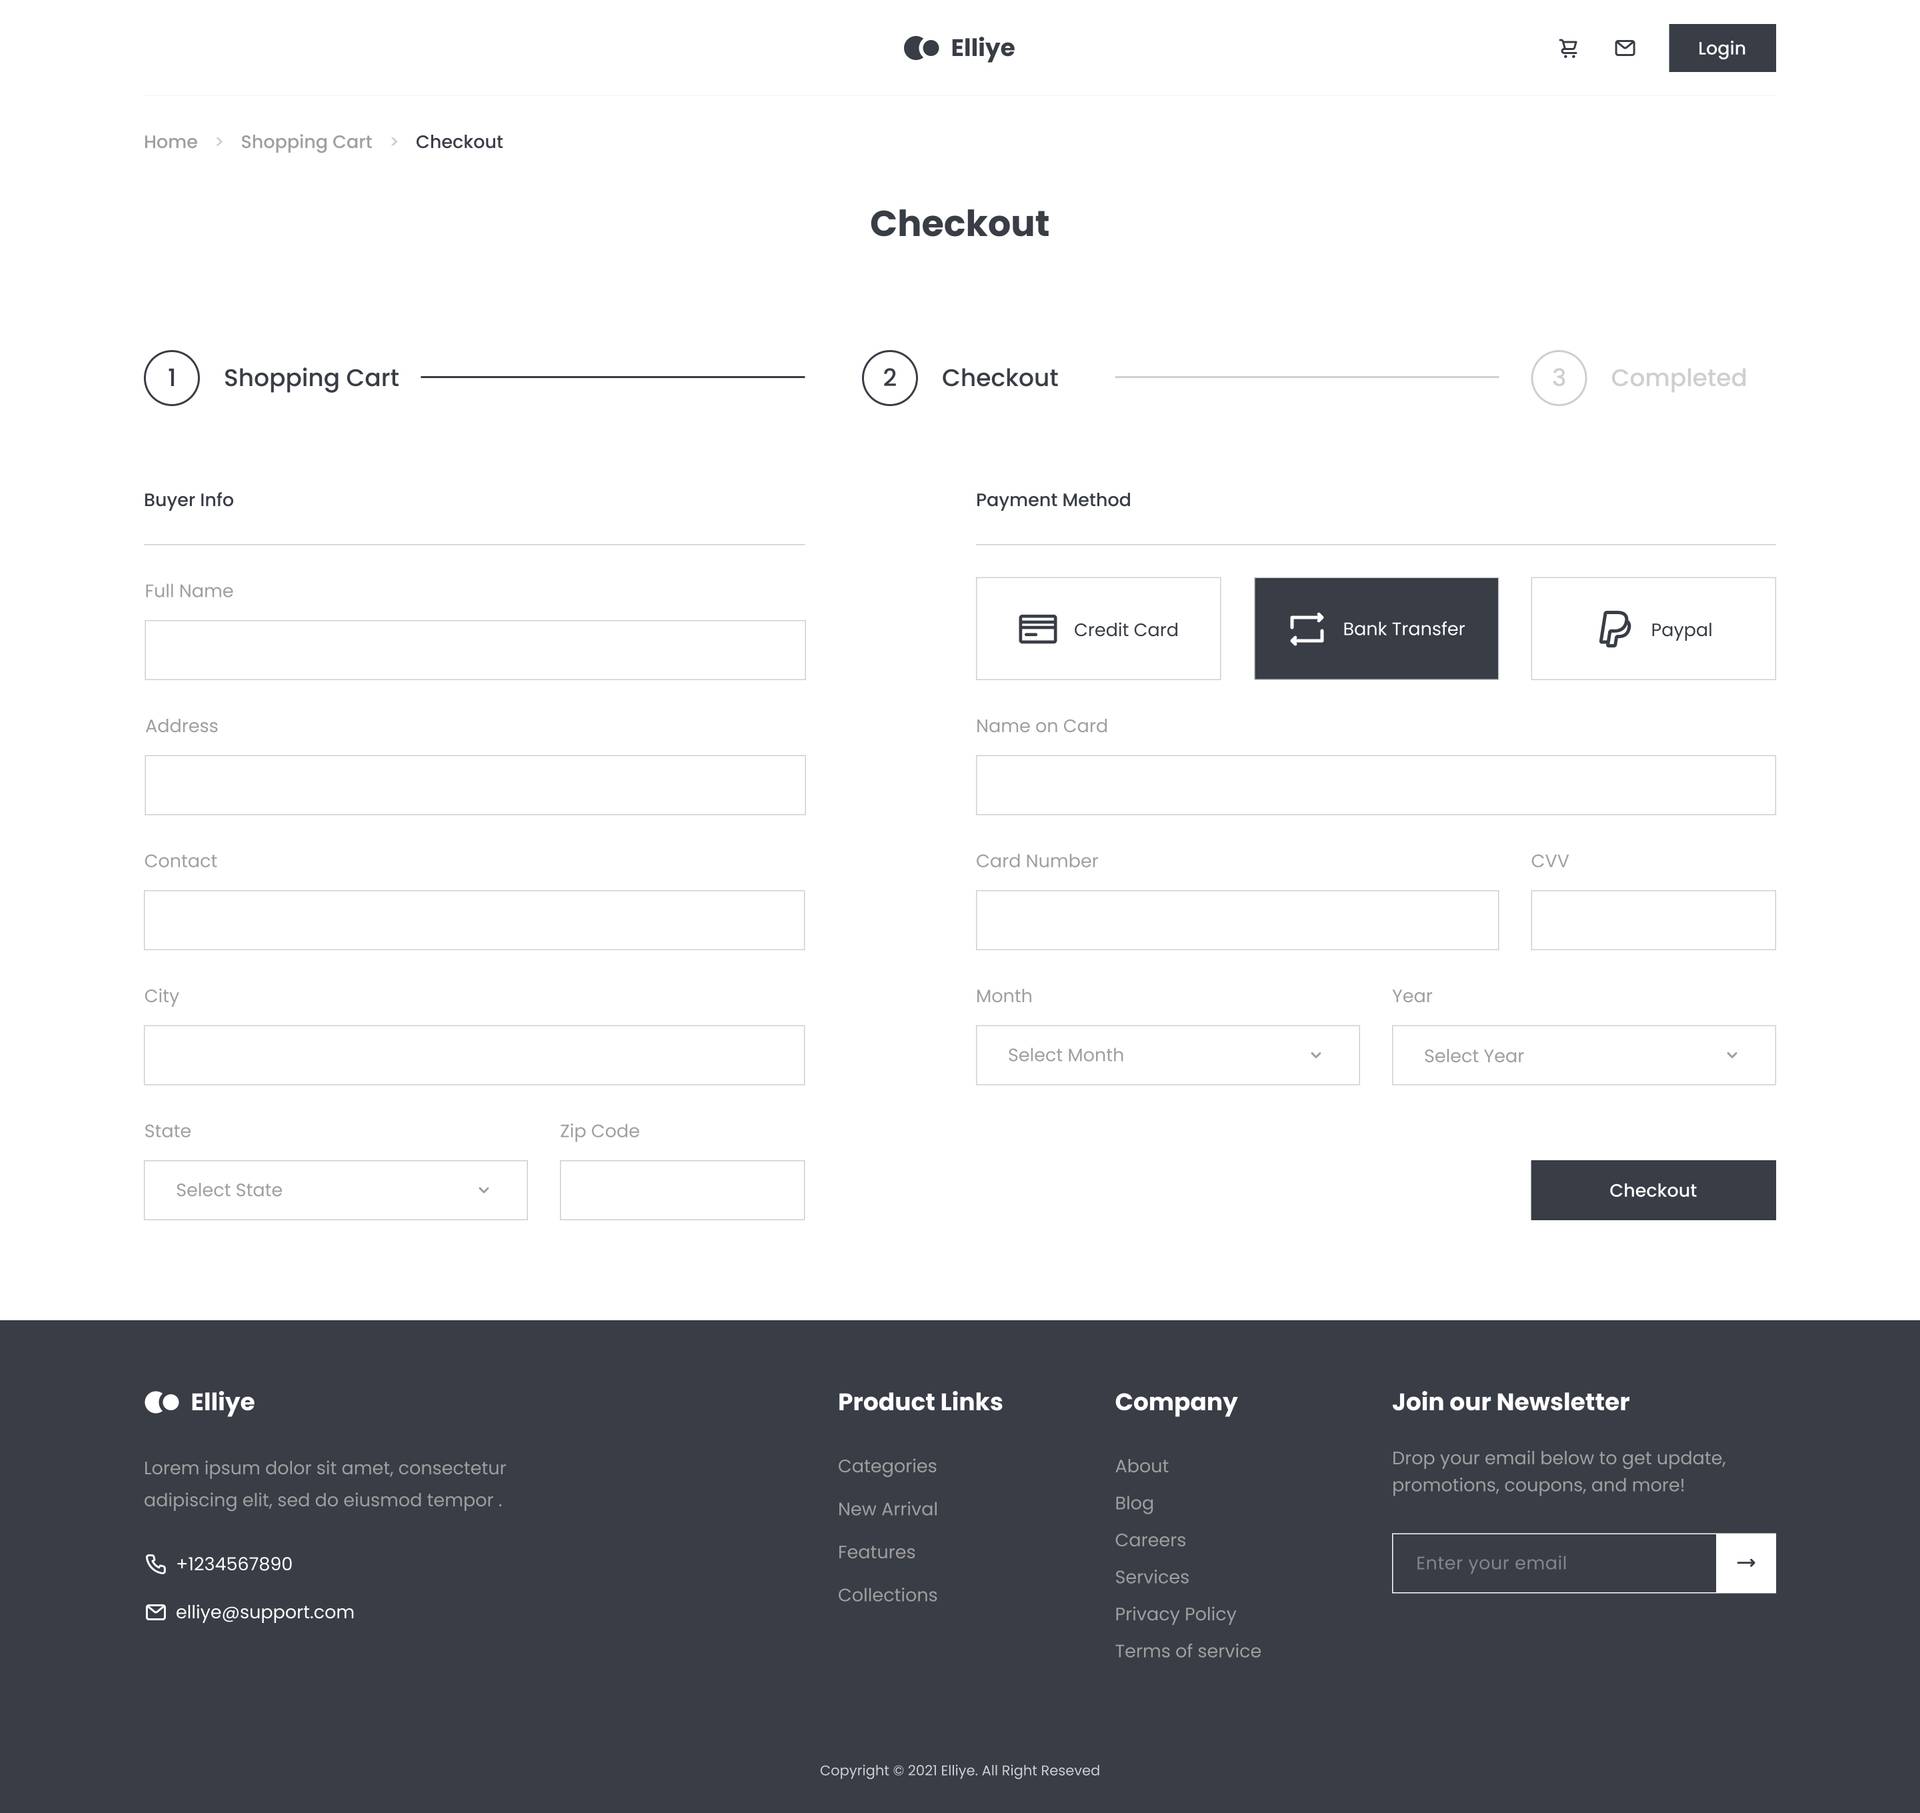 Elliye
Login
Home > Shopping Cart > Checkout
Checkout
1 Shopping Cart
2 Checkout
3 Completed
Buyer Info
Full Name
Address
Contact
City
State
Zip Code
Select State
Payment Method
Credit Card
Bank Transfer
Paypal
Name on Card
Card Number
CVV
Month
Year
Select Month
Select Year
Checkout
Elliye
Lorem ipsum dolor sit amet, consectetur
adipiscing elit, sed do eiusmod tempor .
+1234567890
elliye@support.com
Product Links
Categories
New Arrival
Features
Collections
Company
About
Blog
Careers
Services
Privacy Policy
Terms of service
Join our Newsletter
Drop your email below to get update,
promotions, coupons, and more!
Enter your email
Copyright © 2021 Elliye. All Right Reseved